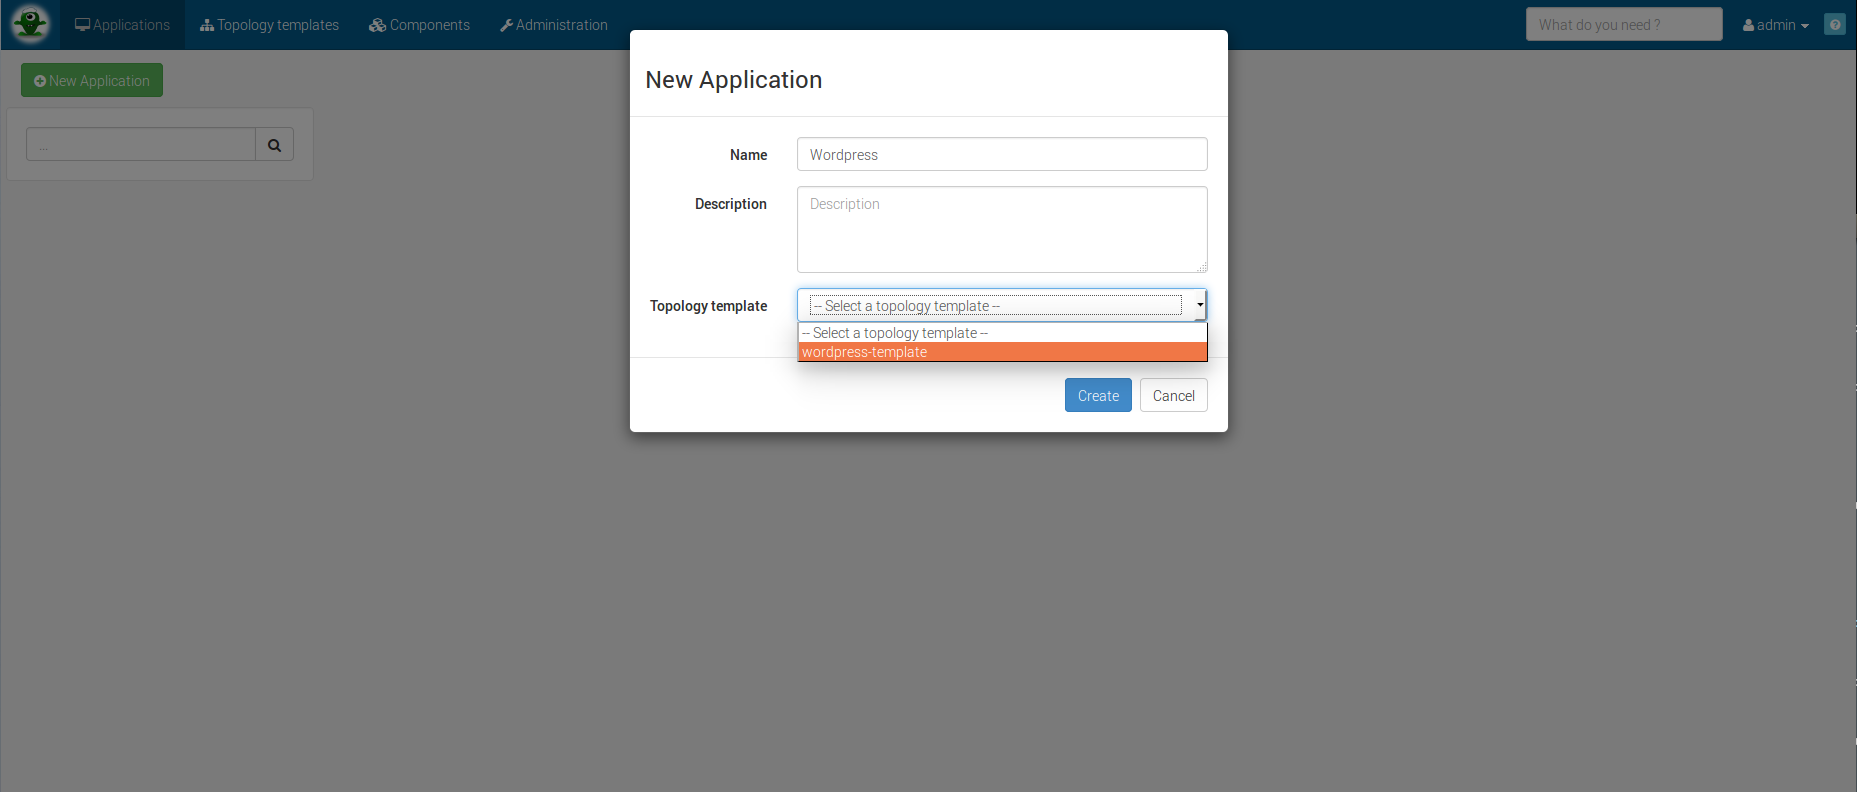 Applications Topology templates Components Administration What do you need ? admin
New Application
New Application
...
Name Wordpress
Description Description
Topology template -- Select a topology template --
-- Select a topology template --
wordpress-template
Create Cancel